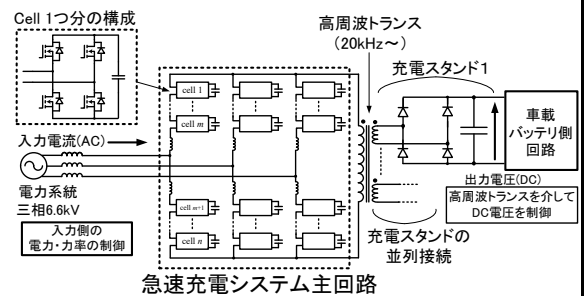 Cell 1つ分の構成
高周波トランス
(20kHz～)
充電スタンド1
cell 1
cell m
入力電流(AC)
電力系統
三相6.6kV
入力側の
電力・力率の制御
cell m+1
cell n
車載
バッテリ側
回路
出力電圧(DC)
高周波トランスを介して
DC電圧を制御
充電スタンドの
並列接続
急速充電システム主回路